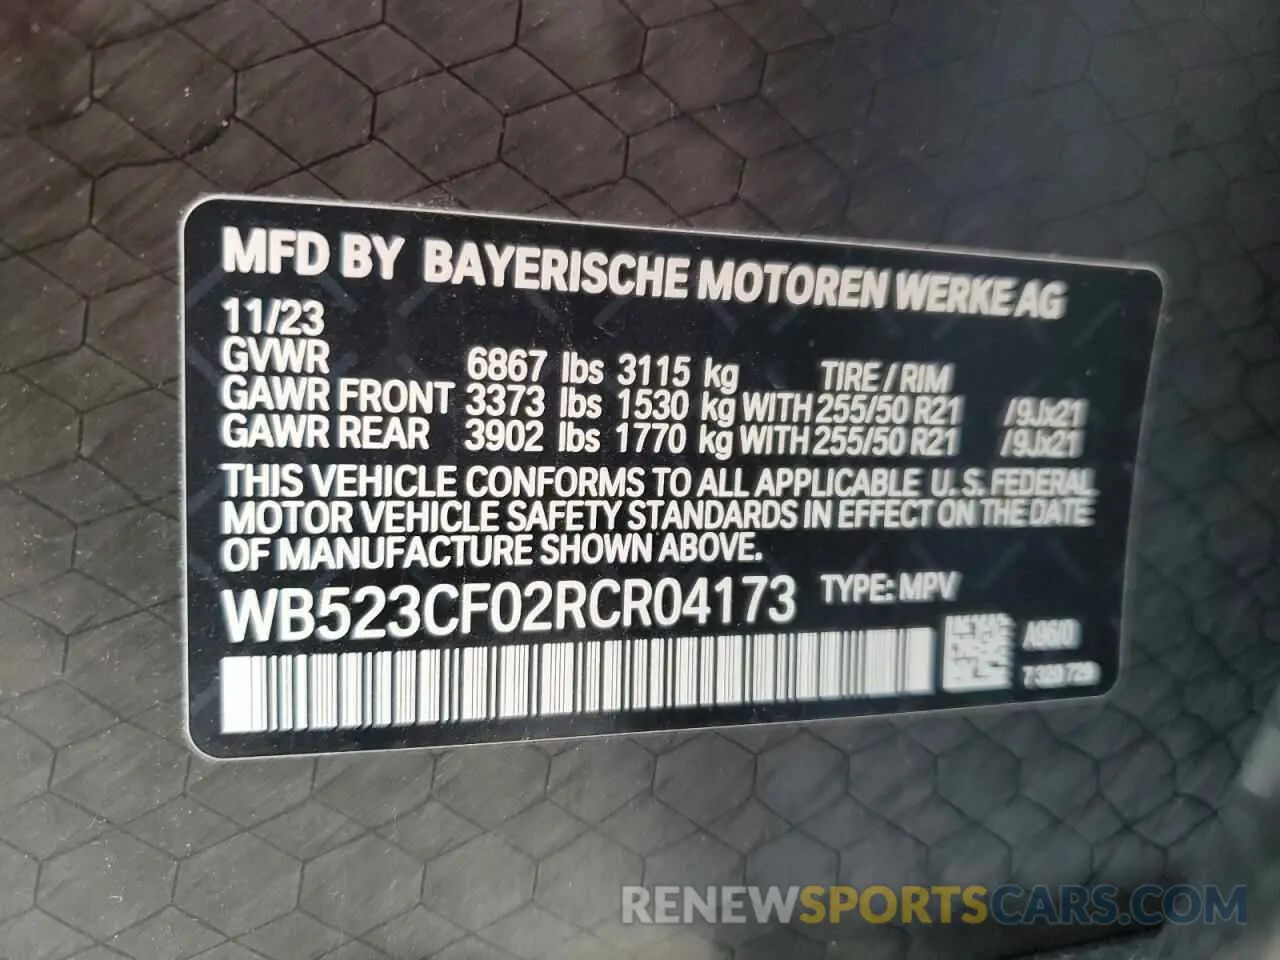 MFD BY BAYERISCHE MOTOREN WERKE AG
11/23
GVWR 6867 lbs 3115 kg TIRE / RIM
GAWR FRONT 3373 lbs 1530 kg WITH 255/50 R21 /9Jx21
GAWR REAR 3902 lbs 1770 kg WITH 255/50 R21 /9Jx21
THIS VEHICLE CONFORMS TO ALL APPLICABLE U.S. FEDERAL
MOTOR VEHICLE SAFETY STANDARDS IN EFFECT ON THE DATE
OF MANUFACTURE SHOWN ABOVE.
WB523CF02RCR04173 TYPE: MPV
A96/0
RENEWSPORTSCARS.COM